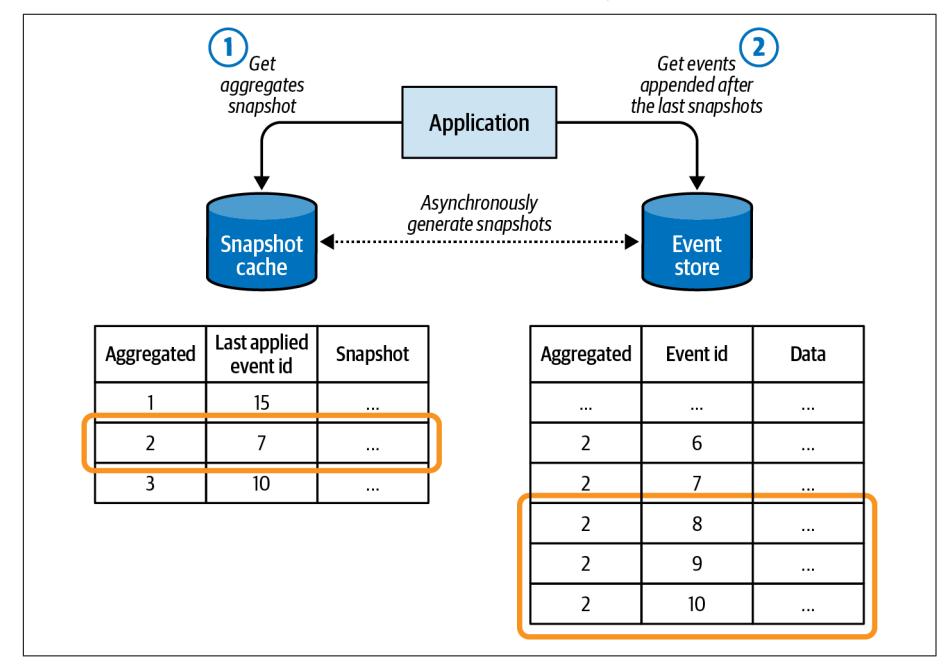 1
Get
aggregates
snapshot
2
Get events
appended after
the last snapshots
Application
Asynchronously
generate snapshots
Snapshot
cache
Event
store
Aggregated Last applied event id Snapshot
1 15 ...
2 7 ...
3 10 ...
Aggregated Event id Data
... ... ...
2 6 ...
2 7 ...
2 8 ...
2 9 ...
2 10 ...